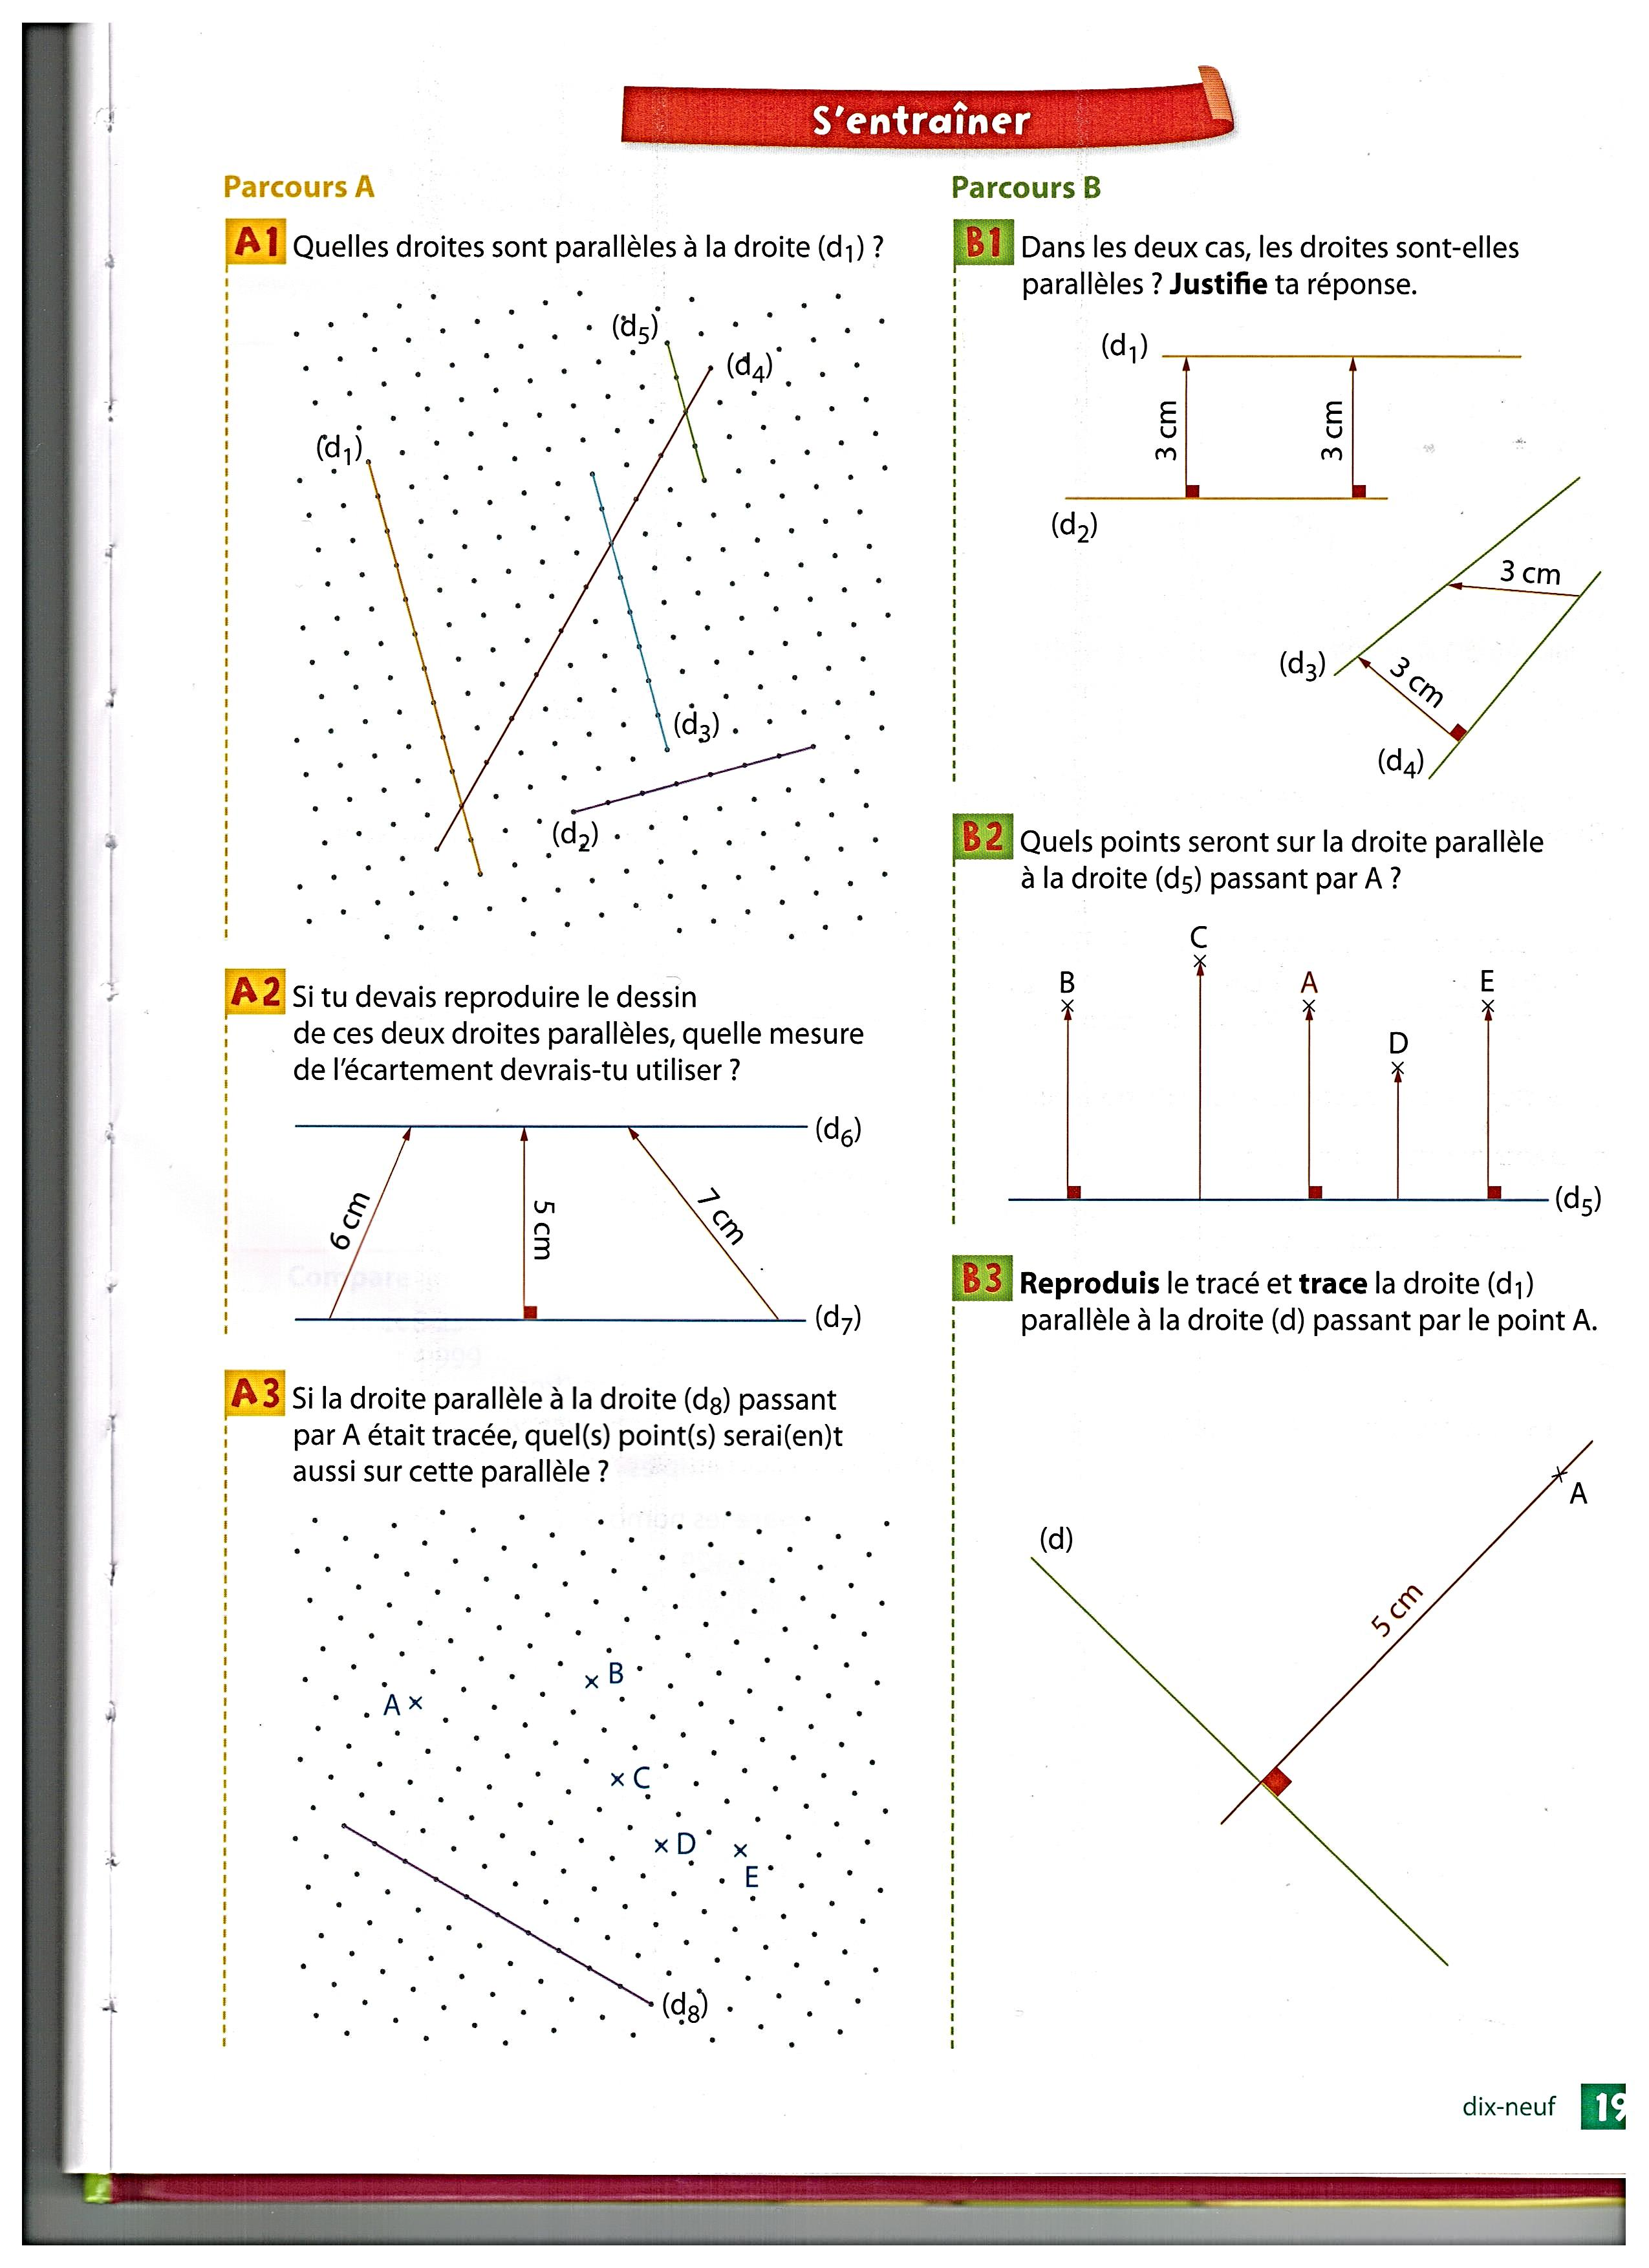 S'entraîner
Parcours A
A1 Quelles droites sont parallèles à la droite (d₁) ?
(d₅)
(d₄)
(d₁)
(d₃)
(d₂)
A2 Si tu devais reproduire le dessin
de ces deux droites parallèles, quelle mesure
de l'écartement devrais-tu utiliser ?
(d₆)
6 cm
5 cm
7 cm
(d₇)
A3 Si la droite parallèle à la droite (d₈) passant
par A était tracée, quel(s) point(s) serai(en)t
aussi sur cette parallèle ?
B
A
C
D
E
(d₈)
Parcours B
B1 Dans les deux cas, les droites sont-elles
parallèles ? Justifie ta réponse.
(d₁)
3 cm
3 cm
(d₂)
3 cm
(d₃)
3 cm
(d₄)
B2 Quels points seront sur la droite parallèle
à la droite (d₅) passant par A ?
C
B
A
E
D
(d₅)
B3 Reproduis le tracé et trace la droite (d₁)
parallèle à la droite (d) passant par le point A.
A
(d)
5 cm
dix-neuf 19